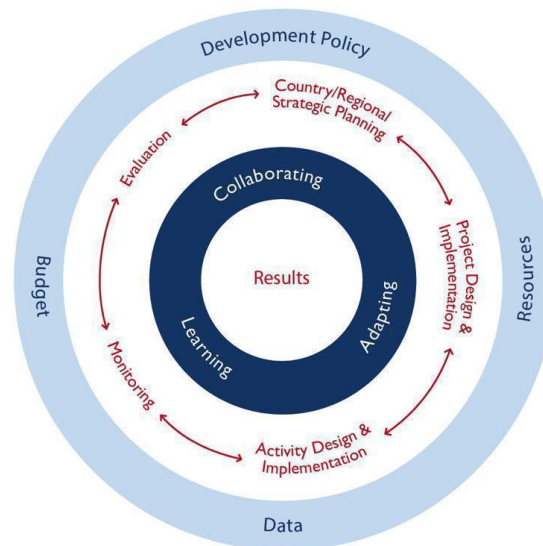 Development Policy
Country/Regional
Strategic Planning
Evaluation
Collaborating
Project Design &
Implementation
Budget
Results
Resources
Adapting
Learning
Monitoring
Activity Design &
Implementation
Data